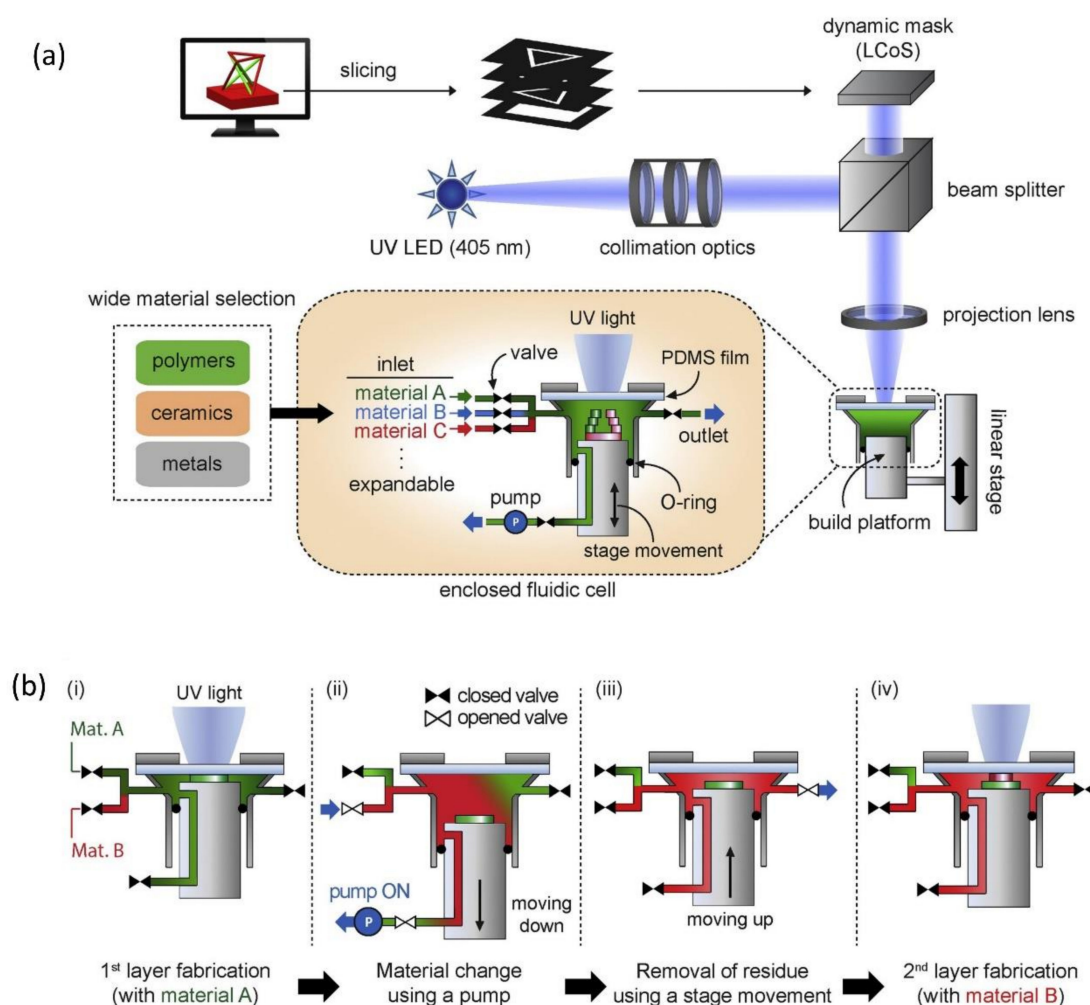 (a)
slicing
dynamic mask
(LCoS)
beam splitter
UV LED (405 nm)
collimation optics
projection lens
wide material selection
polymers
ceramics
metals
inlet
valve
material A
material B
material C
⋮
expandable
UV light
PDMS film
outlet
O-ring
pump
P
stage movement
enclosed fluidic cell
build platform
linear stage
(b)
(i)
UV light
Mat. A
Mat. B
1st layer fabrication
(with material A)
(ii)
closed valve
opened valve
pump ON
P
moving
down
Material change
using a pump
(iii)
moving up
Removal of residue
using a stage movement
(iv)
2nd layer fabrication
(with material B)